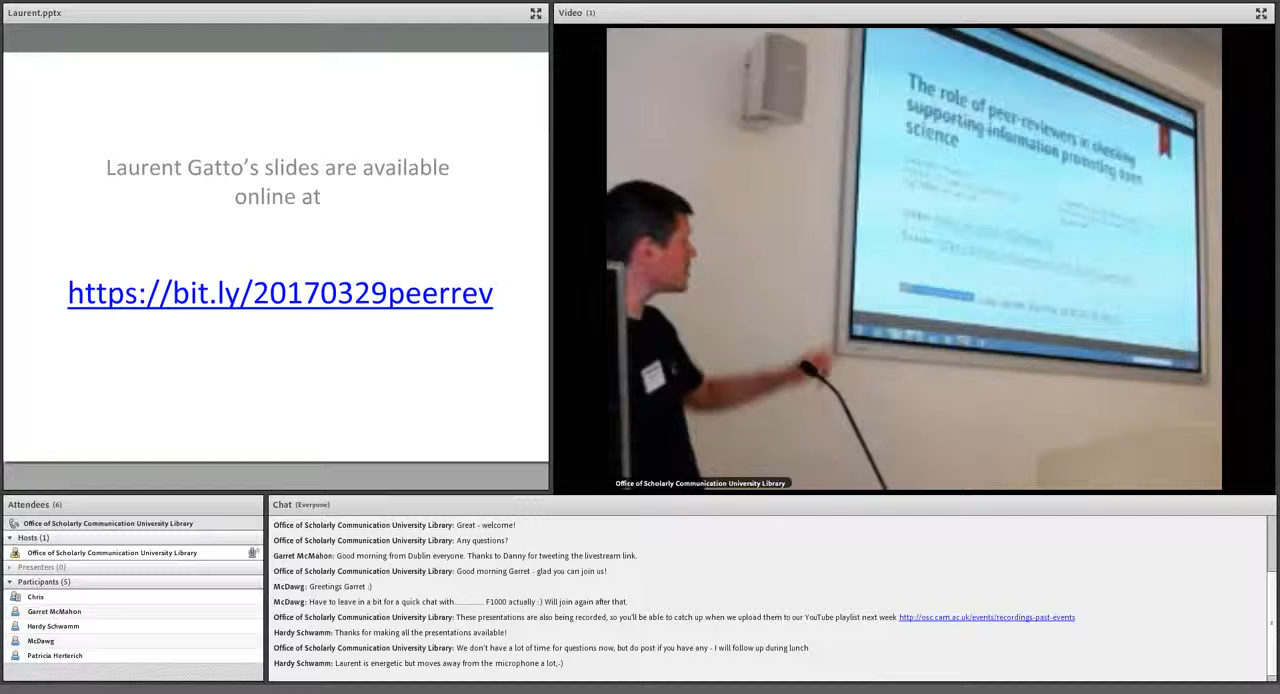 Laurent.pptx
Laurent Gatto's slides are available
online at
https://bit.ly/20170329peerrev
Video (1)
The role of peer-reviewers in checking
supporting information promoting open
science
Office of Scholarly Communication University Library
Attendees (6)
Office of Scholarly Communication University Library
Hosts (1)
Office of Scholarly Communication University Library
Presenters (0)
Participants (5)
Chris
Garret McMahon
Hardy Schwamm
McDawg
Patricia Herterich
Chat (Everyone)
Office of Scholarly Communication University Library: Great - welcome!
Office of Scholarly Communication University Library: Any questions?
Garret McMahon: Good morning from Dublin everyone. Thanks to Danny for tweeting the livestream link.
Office of Scholarly Communication University Library: Good morning Garret - glad you can join us!
McDawg: Greetings Garret :)
McDawg: Have to leave in a bit for a quick chat with_______ F1000 actually :) Will join again after that.
Office of Scholarly Communication University Library: These presentations are also being recorded, so you'll be able to catch up when we upload them to our YouTube playlist next week http://osc.cam.ac.uk/events/recordings-past-events
Hardy Schwamm: Thanks for making all the presentations available!
Office of Scholarly Communication University Library: We don't have a lot of time for questions now, but do post if you have any - I will follow up during lunch
Hardy Schwamm: Laurent is energetic but moves away from the microphone a lot,-)